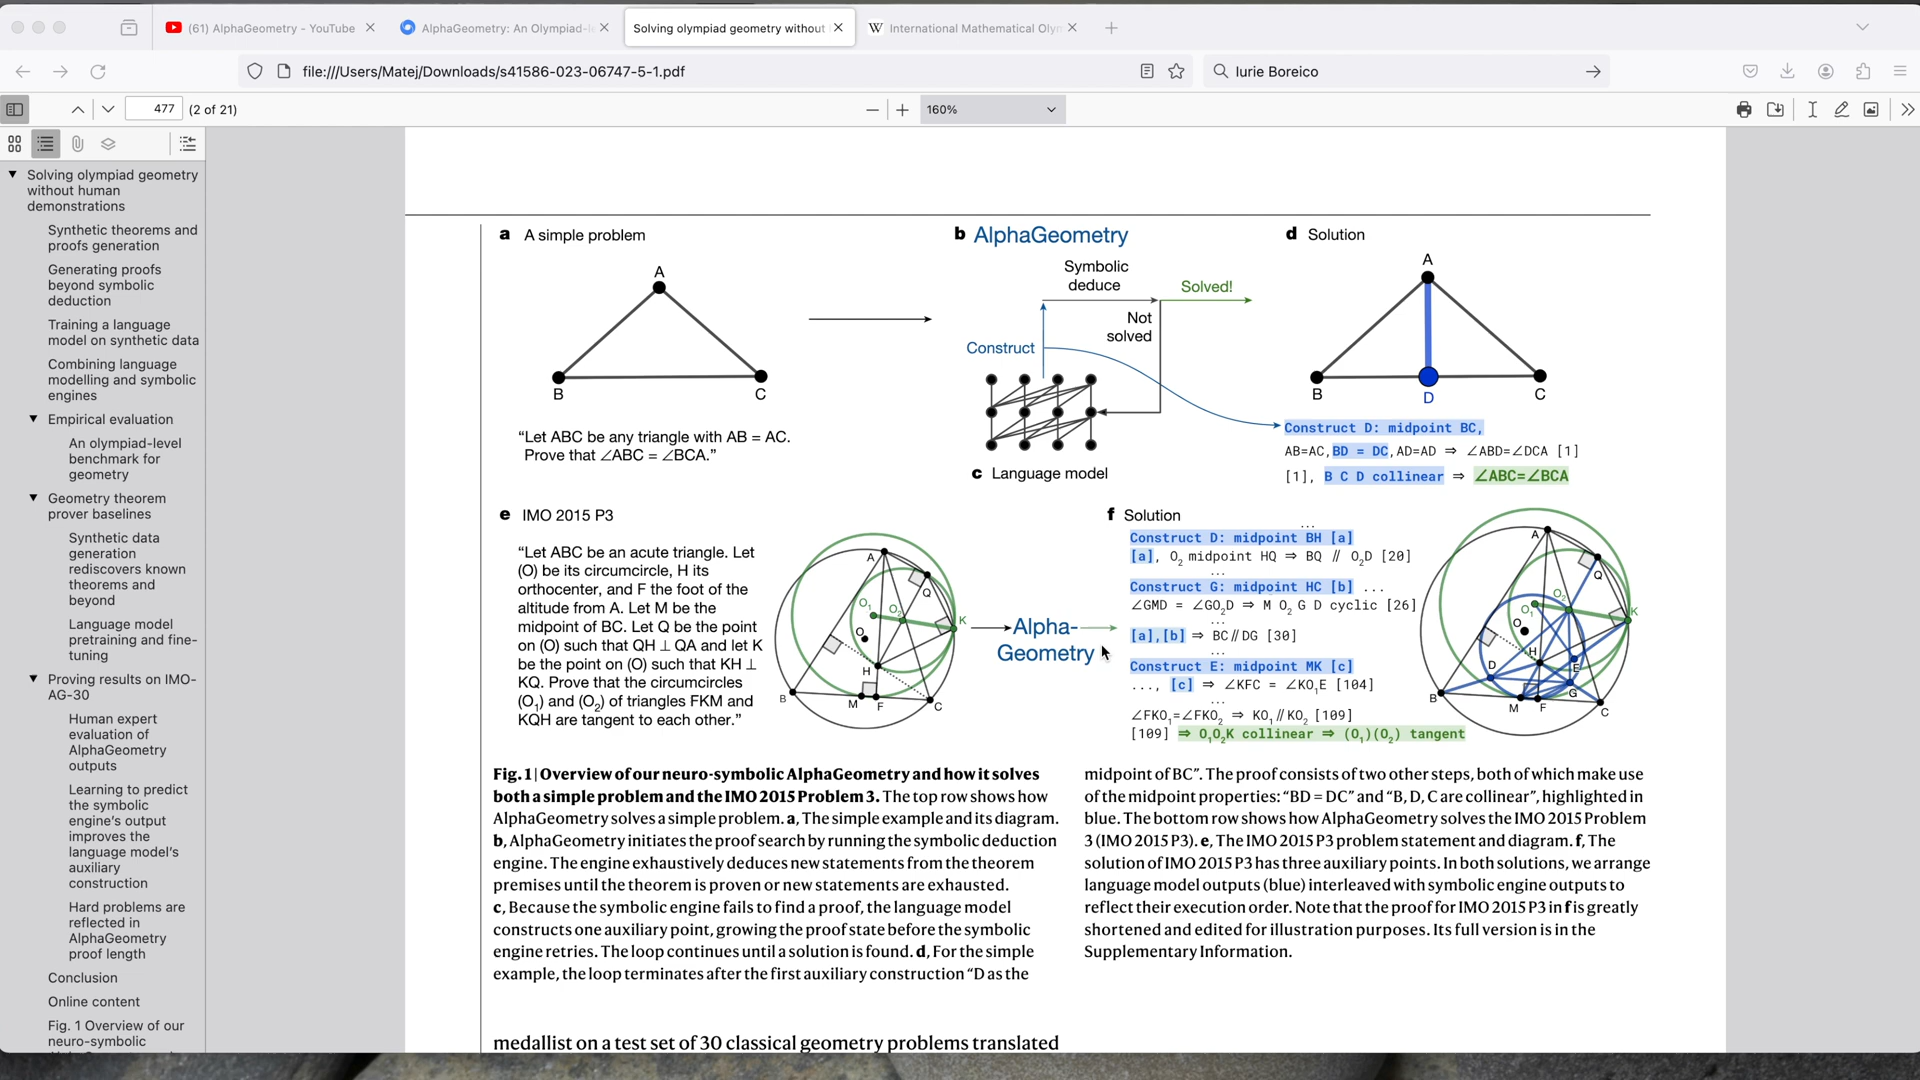 (61) AlphaGeometry - YouTube
AlphaGeometry: An Olympiad-l
Solving olympiad geometry without
W International Mathematical Olym
file:///Users/Matej/Downloads/s41586-023-06747-5-1.pdf
Iurie Boreico
477 (2 of 21)
160%
Solving olympiad geometry
without human
demonstrations
Synthetic theorems and
proofs generation
Generating proofs
beyond symbolic
deduction
Training a language
model on synthetic data
Combining language
modelling and symbolic
engines
Empirical evaluation
An olympiad-level
benchmark for
geometry
Geometry theorem
prover baselines
Synthetic data
generation
rediscovers known
theorems and
beyond
Language model
pretraining and fine-
tuning
Proving results on IMO-
AG-30
Human expert
evaluation of
AlphaGeometry
outputs
Learning to predict
the symbolic
engine's output
improves the
language model's
auxiliary
construction
Hard problems are
reflected in
AlphaGeometry
proof length
Conclusion
Online content
Fig. 1 Overview of our
neuro-symbolic
a A simple problem
A
B
C
“Let ABC be any triangle with AB = AC.
Prove that ∠ABC = ∠BCA.”
b AlphaGeometry
Symbolic
deduce
Solved!
Not
solved
Construct
c Language model
d Solution
A
B
D
C
Construct D: midpoint BC,
AB=AC, BD = DC, AD=AD ⇒ ∠ABD=∠DCA [1]
[1], B C D collinear ⇒ ∠ABC=∠BCA
e IMO 2015 P3
“Let ABC be an acute triangle. Let
(O) be its circumcircle, H its
orthocenter, and F the foot of the
altitude from A. Let M be the
midpoint of BC. Let Q be the point
on (O) such that QH ⊥ QA and let K
be the point on (O) such that KH ⊥
KQ. Prove that the circumcircles
(O₁) and (O₂) of triangles FKM and
KQH are tangent to each other.”
A
Q
O₁
O₂
K
O
H
B
M
F
C
Alpha-
Geometry
f Solution
...
Construct D: midpoint BH [a]
[a], O₂ midpoint HQ ⇒ BQ // O₂D [20]
...
Construct G: midpoint HC [b] ...
∠GMD = ∠GO₂D ⇒ M O₂ G D cyclic [26]
...
[a],[b] ⇒ BC//DG [30]
...
Construct E: midpoint MK [c]
..., [c] ⇒ ∠KFC = ∠KO₁E [104]
...
∠FKO₁=∠FKO₂ ⇒ KO₁//KO₂ [109]
[109] ⇒ O₁O₂K collinear ⇒ (O₁)(O₂) tangent
A
Q
O₂
O₁
K
O
H
D
E
G
B
M
F
C
Fig. 1 | Overview of our neuro-symbolic AlphaGeometry and how it solves
both a simple problem and the IMO 2015 Problem 3. The top row shows how
AlphaGeometry solves a simple problem. a, The simple example and its diagram.
b, AlphaGeometry initiates the proof search by running the symbolic deduction
engine. The engine exhaustively deduces new statements from the theorem
premises until the theorem is proven or new statements are exhausted.
c, Because the symbolic engine fails to find a proof, the language model
constructs one auxiliary point, growing the proof state before the symbolic
engine retries. The loop continues until a solution is found. d, For the simple
example, the loop terminates after the first auxiliary construction “D as the
midpoint of BC”. The proof consists of two other steps, both of which make use
of the midpoint properties: “BD = DC” and “B, D, C are collinear”, highlighted in
blue. The bottom row shows how AlphaGeometry solves the IMO 2015 Problem
3 (IMO 2015 P3). e, The IMO 2015 P3 problem statement and diagram. f, The
solution of IMO 2015 P3 has three auxiliary points. In both solutions, we arrange
language model outputs (blue) interleaved with symbolic engine outputs to
reflect their execution order. Note that the proof for IMO 2015 P3 in f is greatly
shortened and edited for illustration purposes. Its full version is in the
Supplementary Information.
medallist on a test set of 30 classical geometry problems translated